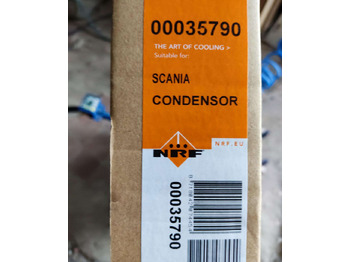 00035790
THE ART OF COOLING >
Suitable for:
SCANIA
CONDENSOR
NRF
NRF.EU
00035790